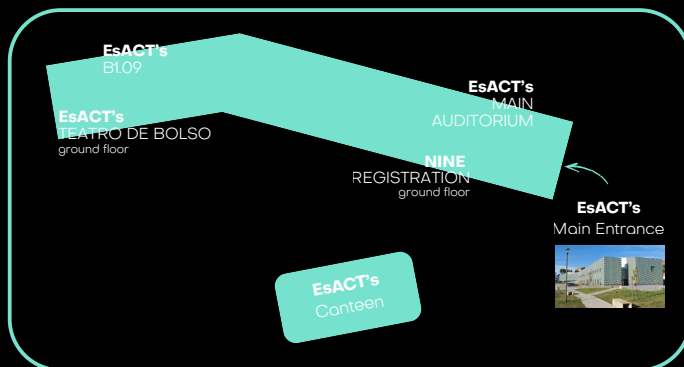 EsACT's
B1.09
EsACT's
MAIN
AUDITORIUM
EsACT's
TEATRO DE BOLSO
ground floor
NINE
REGISTRATION
ground floor
EsACT's
Main Entrance
EsACT's
Canteen